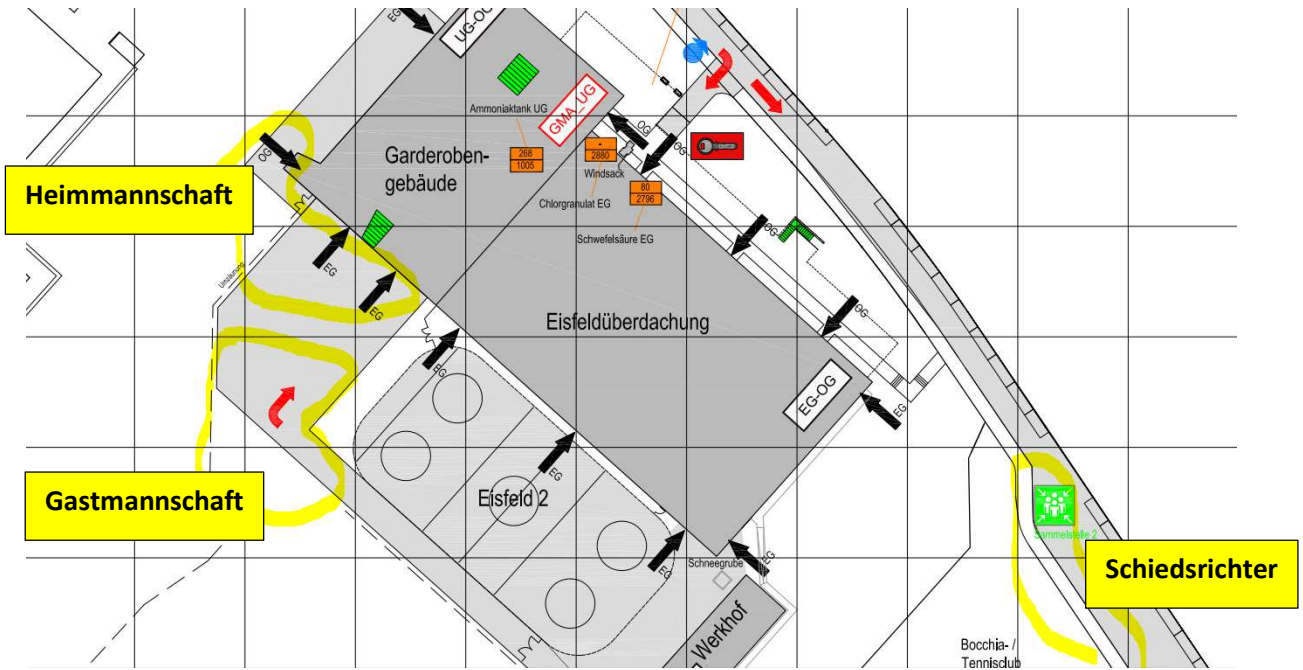 EG
UG-OG
Ammoniaktank UG
GMA_UG
OG
OG
OG
Garderoben-
gebäude
268
1005
-
2880
Windsack
80
2796
Chlorgranulat EG
Schwefelsäure EG
Heimmannschaft
Umzäunung
EG
EG
EG
OG
OG
Eisfeldüberdachung
EG-OG
EG
Gastmannschaft
Eisfeld 2
EG
Sammelstelle 2
Schneegrube
EG
EG
Schiedsrichter
Werkhof
Bocchia- /
Tennisclub